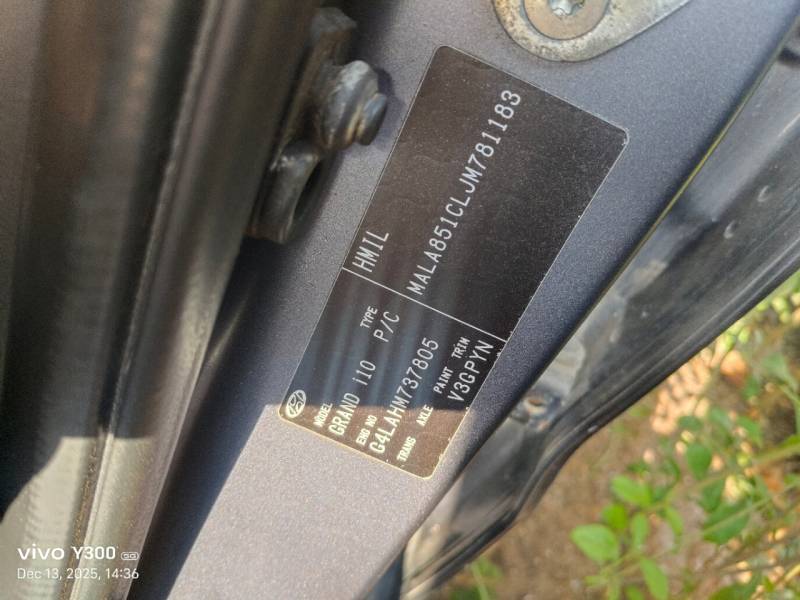 HMIL
MALA851CLJM781183
MODEL TYPE
GRAND i10 P/C
ENG NO
G4LAHM737805
TRANS AXLE PAINT TRIM
V3GPYN
vivo Y300 5G
Dec 13, 2025, 14:36